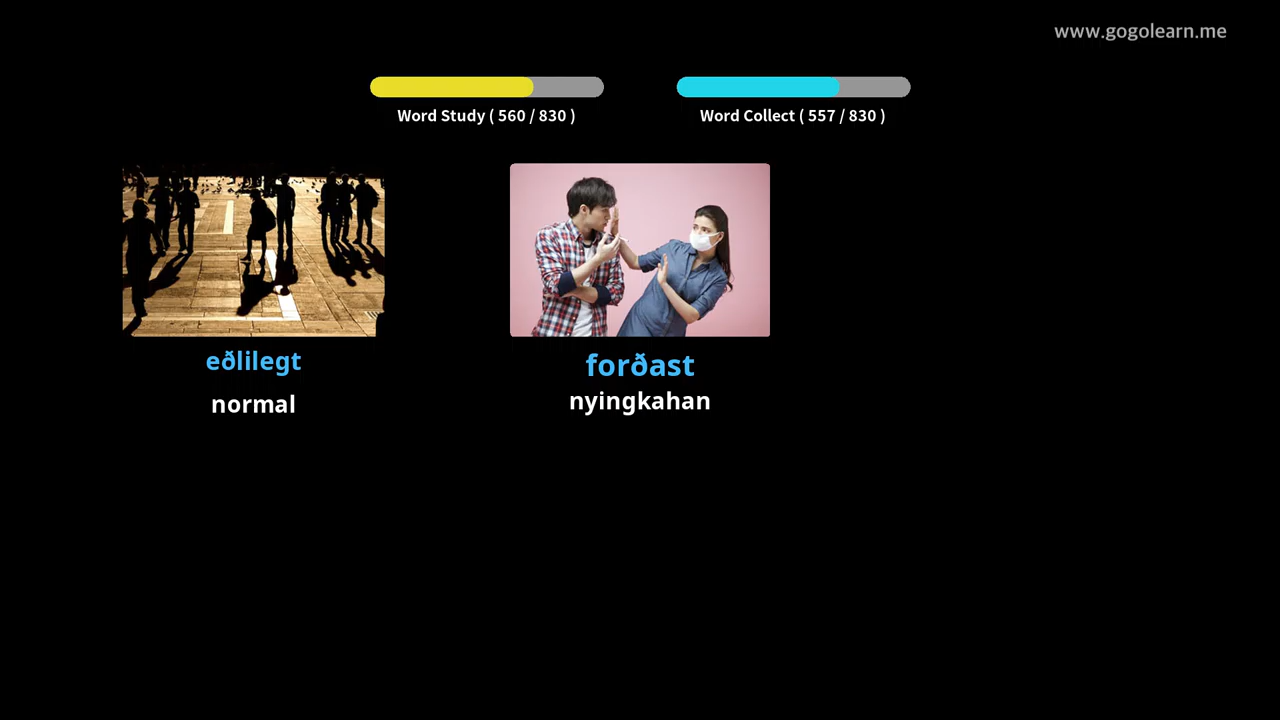 www.gogolearn.me
Word Study ( 560 / 830 )
Word Collect ( 557 / 830 )
eðlilegt
normal
forðast
nyingkahan